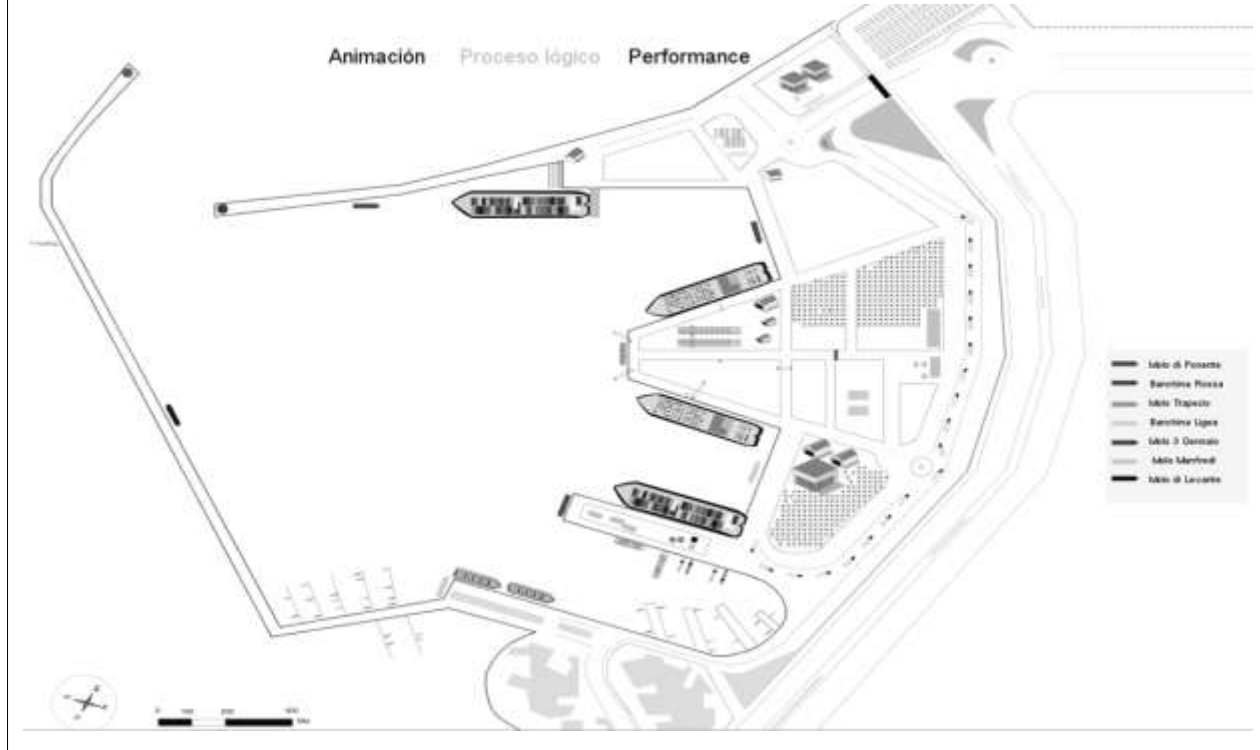 Animación Proceso lógico Performance
Molo di Ponente
Banchina Rossa
Molo Trapezio
Banchina Ligea
Molo 3 Gennaio
Molo Manfredi
Molo di Levante